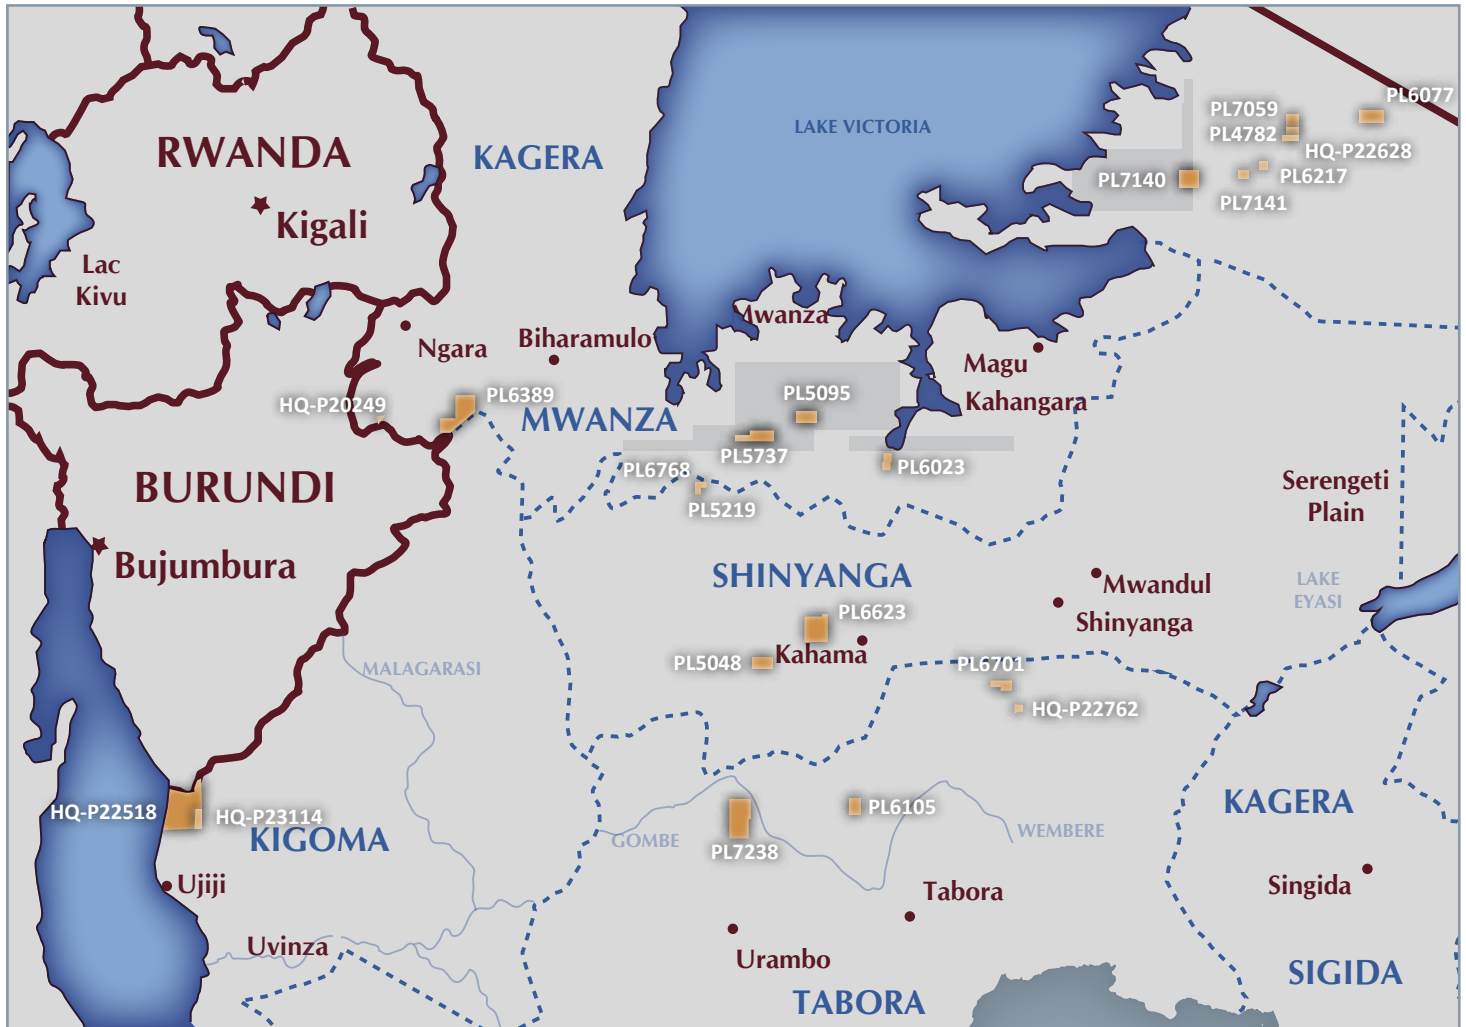 PL6077
PL7059
LAKE VICTORIA
PL4782
RWANDA
KAGERA
HQ-P22628
PL6217
PL7140
PL7141
Kigali
Lac
Kivu
Mwanza
Biharamulo
Ngara
Magu
Kahangara
PL6389
PL5095
HQ-P20249
MWANZA
PL5737
PL6768
PL6023
BURUNDI
Serengeti
Plain
PL5219
Bujumbura
SHINYANGA
Mwandul
LAKE
EYASI
PL6623
Shinyanga
Kahama
PL5048
PL6701
MALAGARASI
HQ-P22762
KAGERA
HQ-P22518
HQ-P23114
PL6105
WEMBERE
KIGOMA
GOMBE
PL7238
Ujiji
Tabora
Singida
Uvinza
Urambo
SIGIDA
TABORA